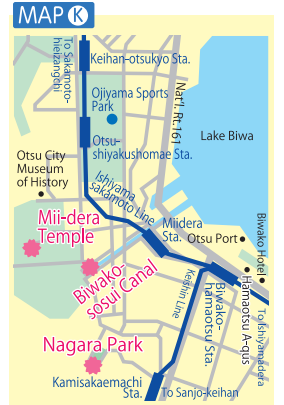 MAP K
To Sakamoto-
hieizangchi
Keihan-otsukyo Sta.
Nat'l. Rt.161
Ojiyama Sports
Park
Lake Biwa
Otsu-
shiyakushomae Sta.
Otsu City
Museum
of History
Ishiyama
sakamoto Line
Mii-dera
Temple
Miidera
Sta.
Otsu Port
Biwako Hotel
Biwako-
sosui Canal
Keishin Line
Biwako-
hamaotsu Sta.
Hamaotsu A-qus
To Ishiyamadera
Nagara Park
Kamisakaemachi
Sta.
To Sanjo-keihan